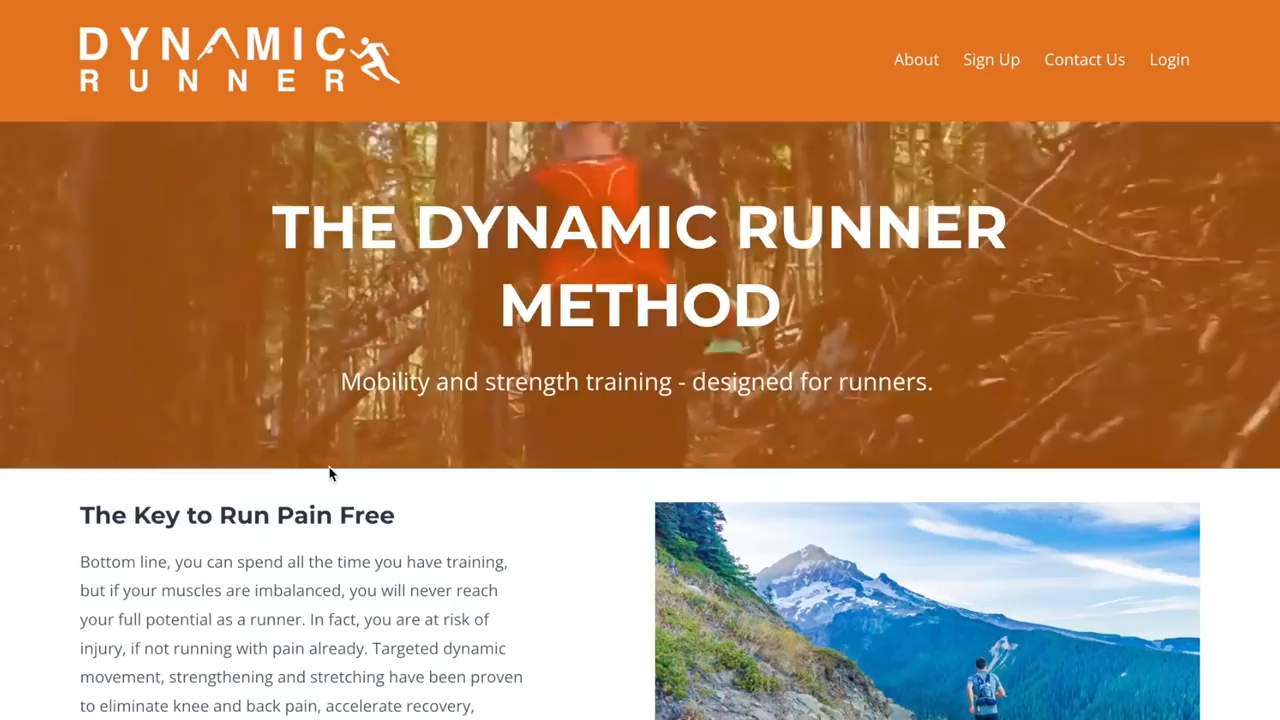 DYNAMIC
RUNNER
About Sign Up Contact Us Login
THE DYNAMIC RUNNER
METHOD
Mobility and strength training - designed for runners.
The Key to Run Pain Free
Bottom line, you can spend all the time you have training,
but if your muscles are imbalanced, you will never reach
your full potential as a runner. In fact, you are at risk of
injury, if not running with pain already. Targeted dynamic
movement, strengthening and stretching have been proven
to eliminate knee and back pain, accelerate recovery,